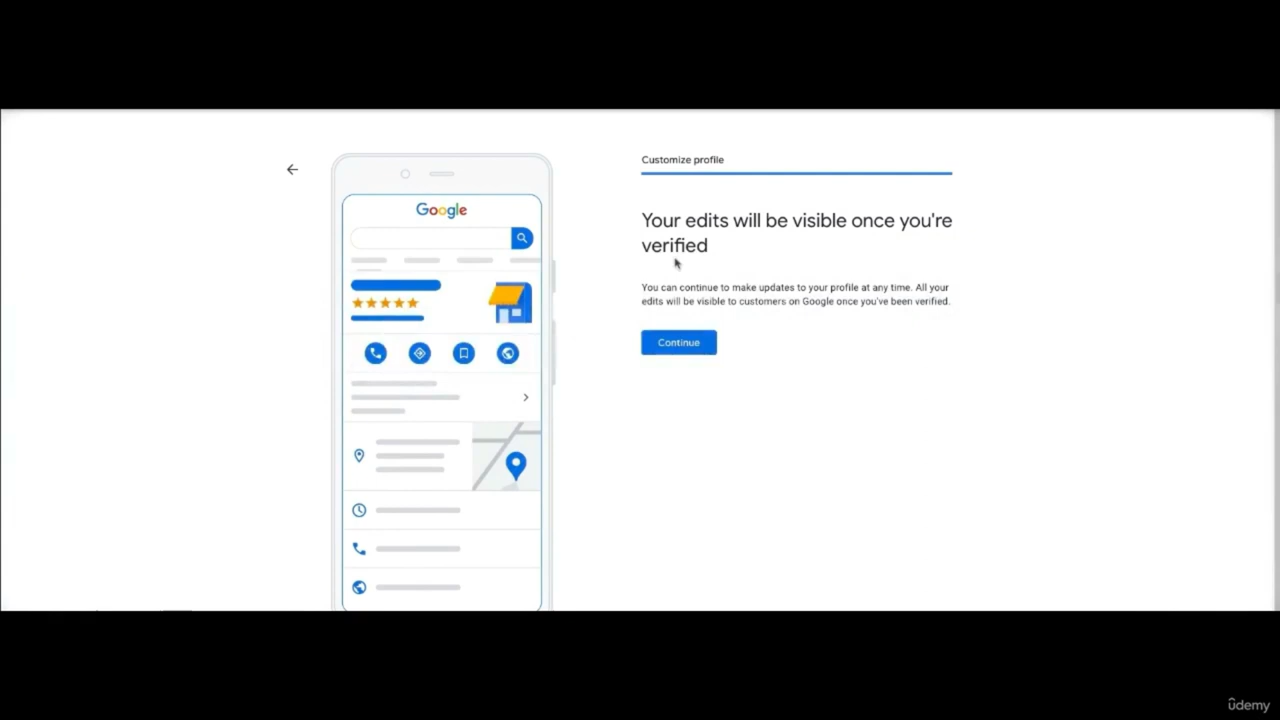 Google
Customize profile
Your edits will be visible once you're
verified
You can continue to make updates to your profile at any time. All your
edits will be visible to customers on Google once you've been verified.
Continue
ûdemy